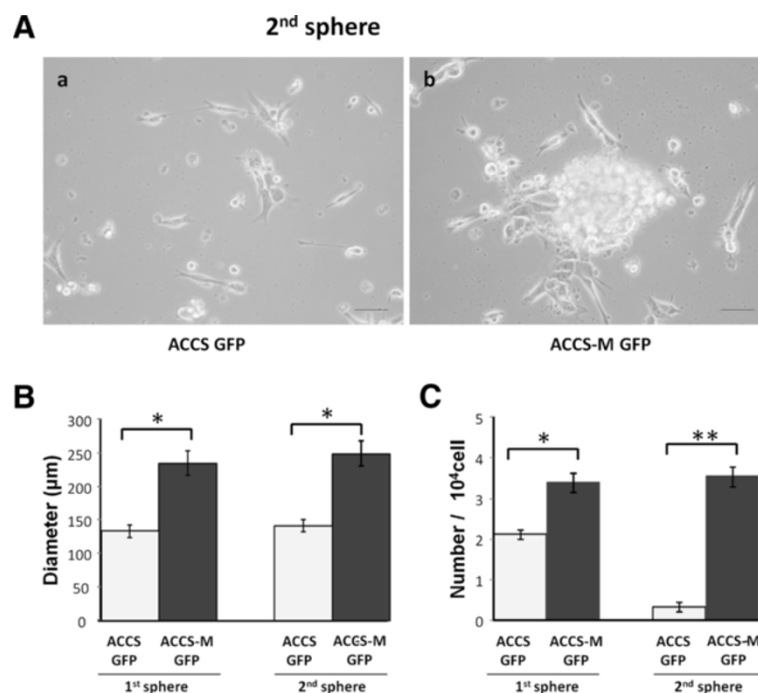 A
2nd sphere
a
b
ACCS GFP
ACCS-M GFP
B
*
*
300
250
200
150
100
50
0
Diameter (µm)
ACCS GFP
ACCS-M GFP
ACCS GFP
ACGS-M GFP
1st sphere
2nd sphere
C
*
**
5
4
3
2
1
0
Number / 10⁴cell
ACCS GFP
ACCS-M GFP
ACCS GFP
ACCS-M GFP
1st sphere
2nd sphere